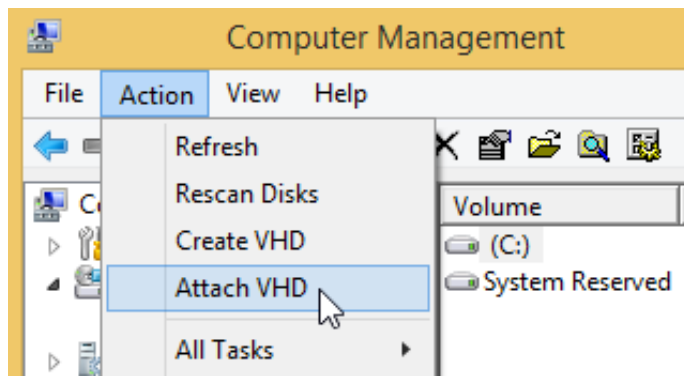 Computer Management
File Action View Help
Refresh
Rescan Disks
Create VHD
Attach VHD
All Tasks
Volume
(C:)
System Reserved